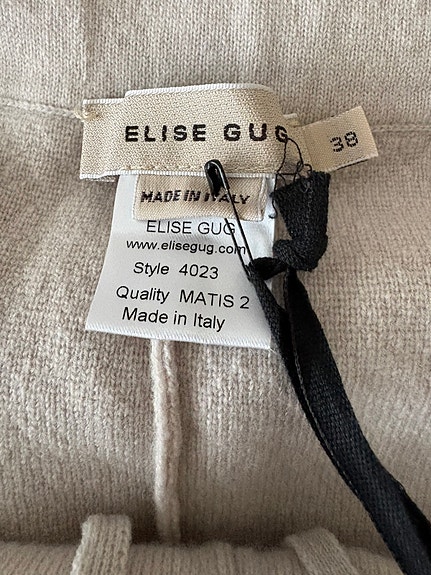 ELISE GUG
38
MADE IN ITALY
ELISE GUG
www.elisegug.com
Style 4023
Quality MATIS 2
Made in Italy